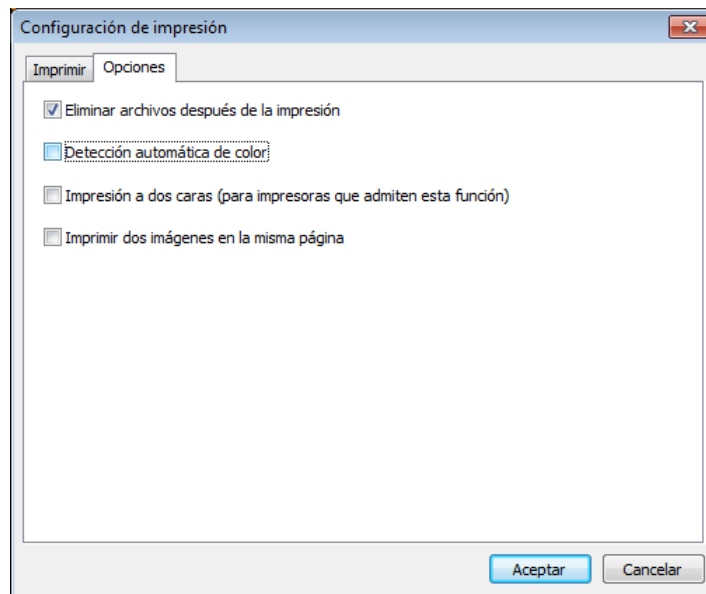 Configuración de impresión
Imprimir Opciones
Eliminar archivos después de la impresión
Detección automática de color
Impresión a dos caras (para impresoras que admiten esta función)
Imprimir dos imágenes en la misma página
Aceptar Cancelar